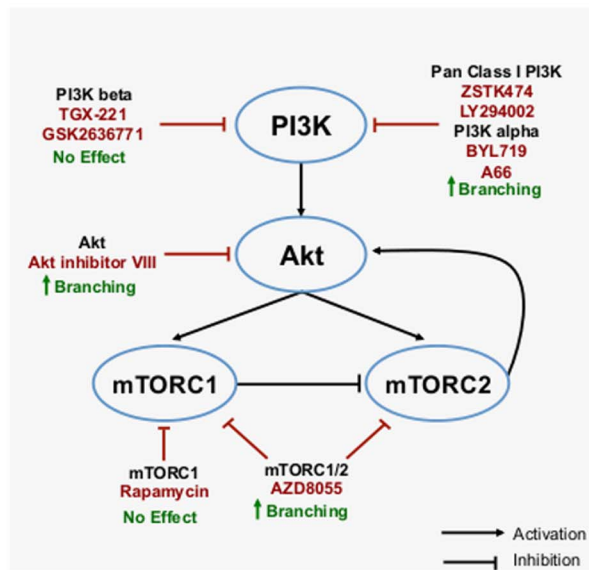 PI3K beta
TGX-221
GSK2636771
No Effect
PI3K
Pan Class I PI3K
ZSTK474
LY294002
PI3K alpha
BYL719
A66
↑Branching
Akt
Akt inhibitor VIII
↑Branching
Akt
mTORC1
mTORC2
mTORC1
Rapamycin
No Effect
mTORC1/2
AZD8055
↑Branching
Activation
Inhibition